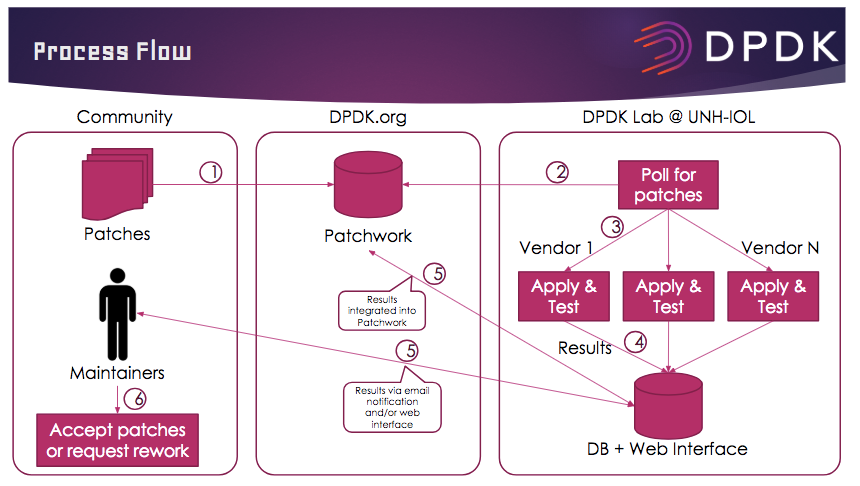 Process Flow
DPDK
Community
DPDK.org
DPDK Lab @ UNH-IOL
1
2
Poll for
patches
Patches
Patchwork
3
Vendor 1
Vendor N
5
Apply &
Test
Apply &
Test
Apply &
Test
Results
integrated into
Patchwork
4
Results
5
Maintainers
Results via email
notification
and/or web
interface
6
Accept patches
or request rework
DB + Web Interface